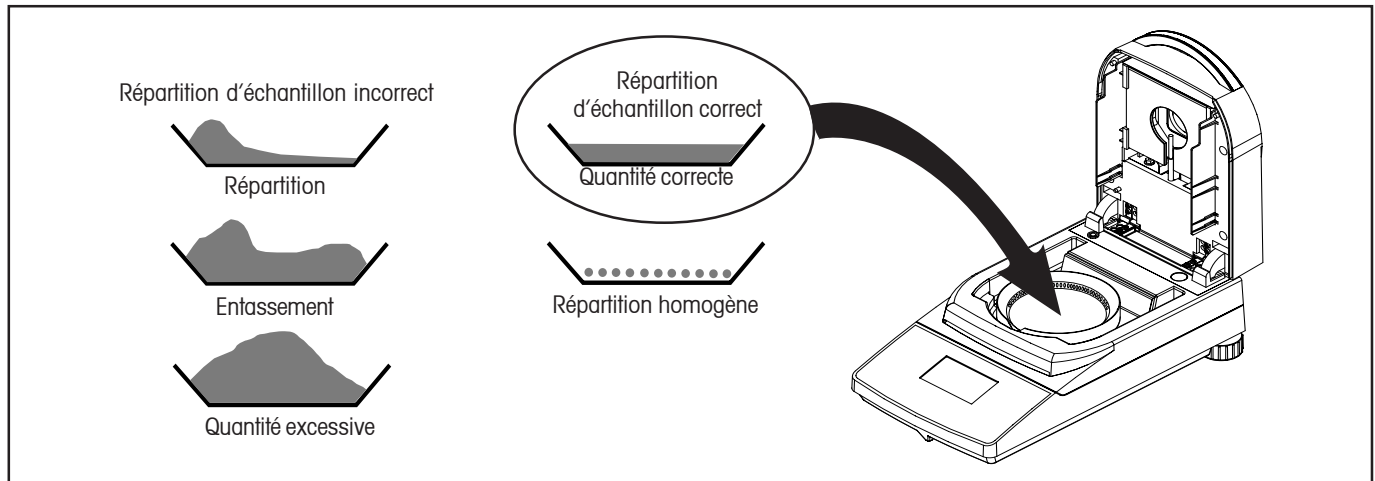 Répartition d'échantillon incorrect
Répartition
Entassement
Quantité excessive
Répartition
d'échantillon correct
Quantité correcte
Répartition homogène